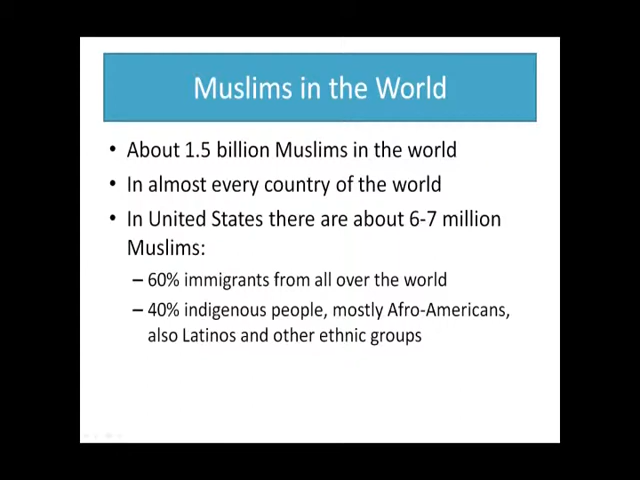 Muslims in the World
• About 1.5 billion Muslims in the world
• In almost every country of the world
• In United States there are about 6-7 million
Muslims:
– 60% immigrants from all over the world
– 40% indigenous people, mostly Afro-Americans,
also Latinos and other ethnic groups